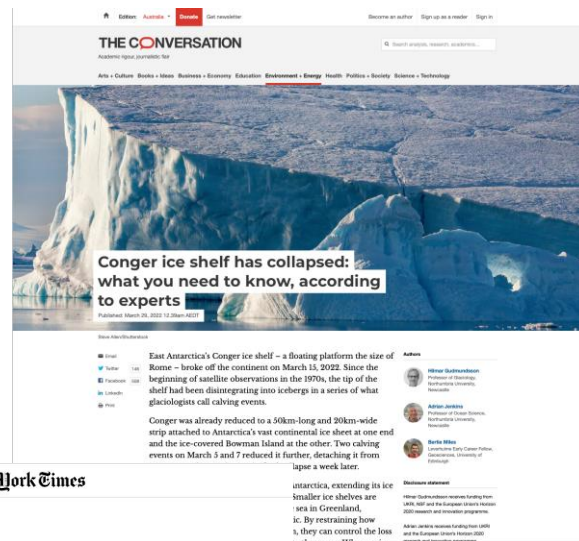 Edition: Australia
Donate
Get newsletter
Become an author
Sign up as a reader
Sign in
THE CONVERSATION
Academic rigour, journalistic flair
Search analysis, research, academics...
Arts + Culture Books + Ideas Business + Economy Education Environment + Energy Health Politics + Society Science + Technology
Conger ice shelf has collapsed:
what you need to know, according
to experts
Published: March 29, 2022 12.39am AEDT
Steve Allen/Shutterstock
Email
Twitter
Facebook
LinkedIn
Print
East Antarctica's Conger ice shelf – a floating platform the size of
Rome – broke off the continent on March 15, 2022. Since the
beginning of satellite observations in the 1970s, the tip of the
shelf had been disintegrating into icebergs in a series of what
glaciologists call calving events.
Conger was already reduced to a 50km-long and 20km-wide
strip attached to Antarctica's vast continental ice sheet at one end
and the ice-covered Bowman Island at the other. Two calving
events on March 5 and 7 reduced it further, detaching it from
lapse a week later.
ntarctica, extending its ice
Smaller ice shelves are
sea in Greenland,
ic. By restraining how
, they can control the loss
York Times
Authors
Hilmar Gudmundsson
Professor of Glaciology,
Northumbria University,
Newcastle
Adrian Jenkins
Professor of Ocean Science,
Northumbria University,
Newcastle
Bertie Miles
Leverhulme Early Career Fellow,
Geosciences, University of
Edinburgh
Disclosure statement
Hilmar Gudmundsson receives funding from
UKRI, NSF and the European Union's Horizon
2020 research and innovation programme.
Adrian Jenkins receives funding from UKRI
and the European Union's Horizon 2020